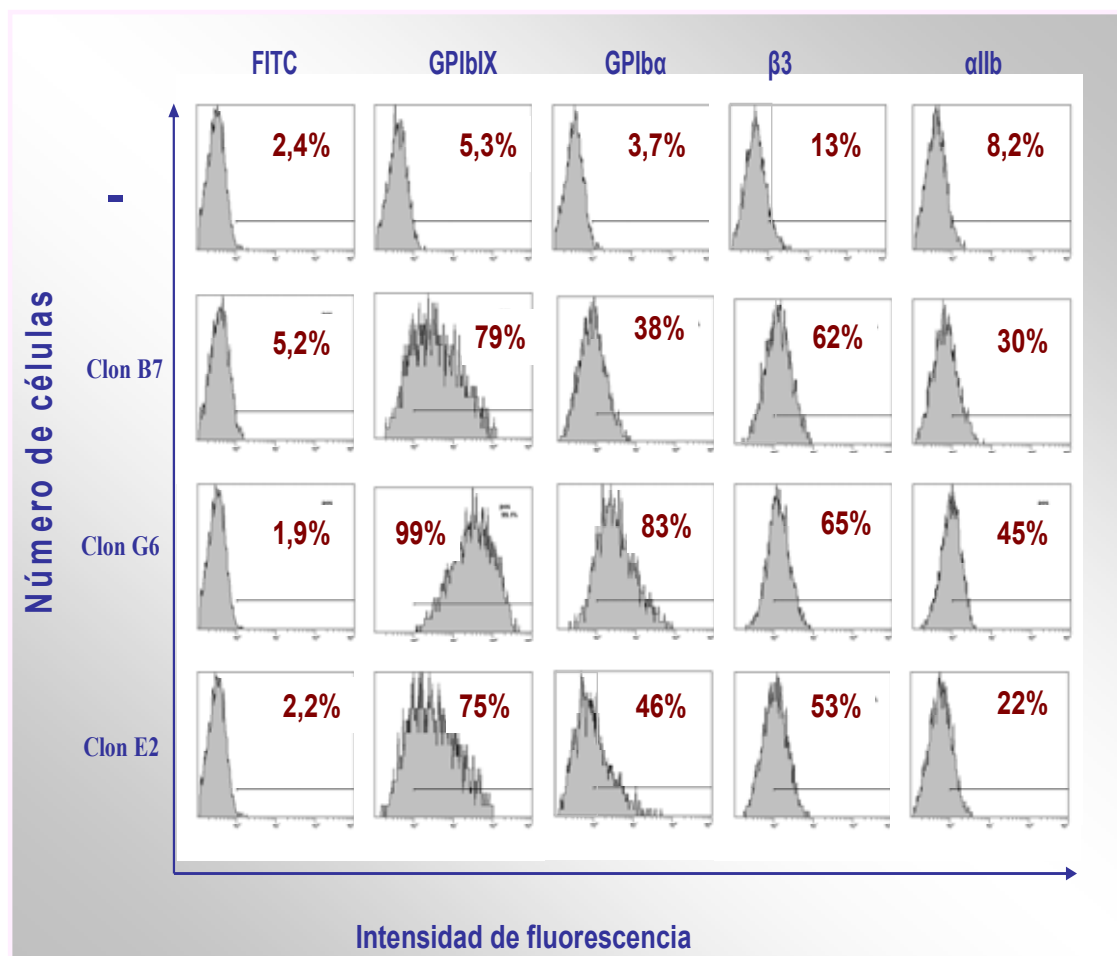 FITC GPIbIX GPIbα β3 αIIb
- 2,4% 5,3% 3,7% 13% 8,2%
Número de células
Clon B7 5,2% 79% 38% 62% 30%
Clon G6 1,9% 99% 83% 65% 45%
Clon E2 2,2% 75% 46% 53% 22%
Intensidad de fluorescencia